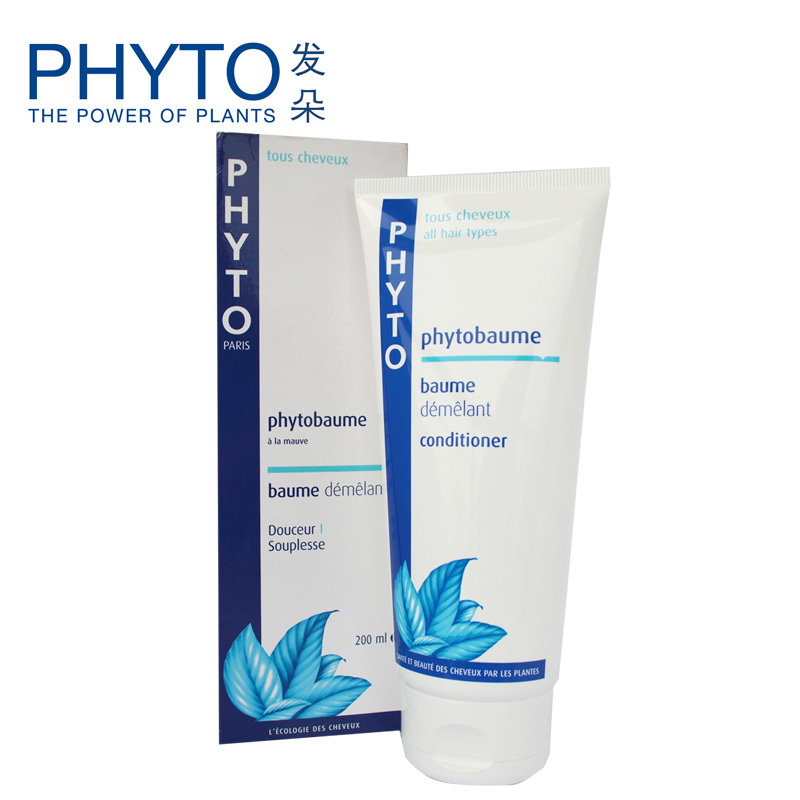 PHYTO 发朵
THE POWER OF PLANTS
PHYTO
PARIS
tous cheveux
phytobaume
à la mauve
baume démêlan
Douceur |
Souplesse
200 ml
L'ÉCOLOGIE DES CHEVEUX
PHYTO
tous cheveux
all hair types
phytobaume
baume
démêlant
conditioner
SANTÉ ET BEAUTÉ DES CHEVEUX PAR LES PLANTES